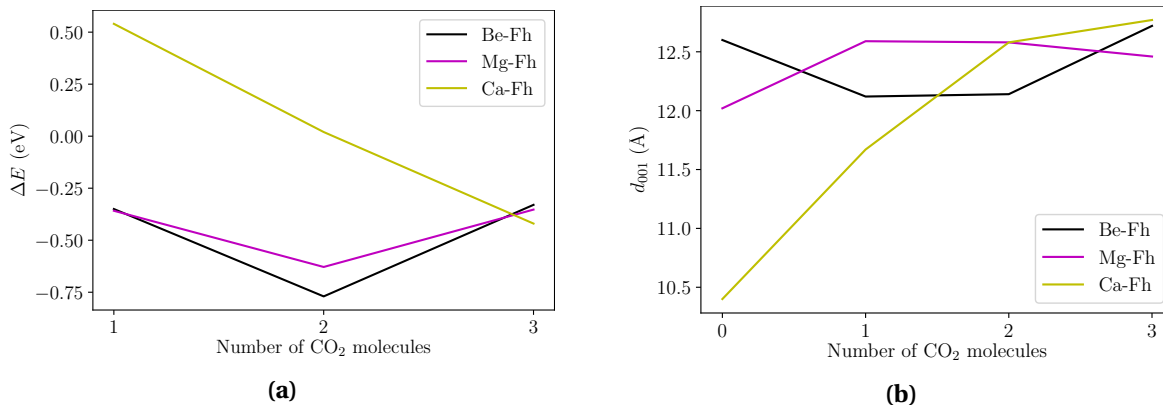 0.50
0.25
0.00
−0.25
−0.50
−0.75
ΔE (eV)
Be-Fh
Mg-Fh
Ca-Fh
1
2
3
Number of CO₂ molecules
(a)
12.5
12.0
11.5
11.0
10.5
d₀₀₁ (Å)
Be-Fh
Mg-Fh
Ca-Fh
0
1
2
3
Number of CO₂ molecules
(b)